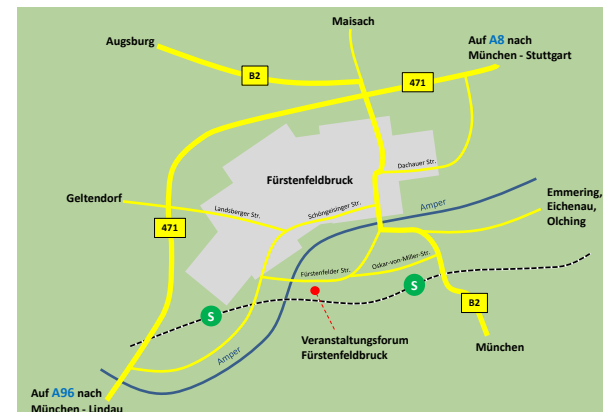 Maisach
Augsburg
Auf A8 nach
München - Stuttgart
B2
471
Dachauer Str.
Fürstenfeldbruck
Geltendorf
Landsberger Str.
Schöngeisinger Str.
Amper
Emmering,
Eichenau,
Olching
471
Fürstenfelder Str.
Oskar-von-Miller-Str.
S
S
B2
Veranstaltungsforum
Fürstenfeldbruck
München
Amper
Auf A96 nach
München - Lindau